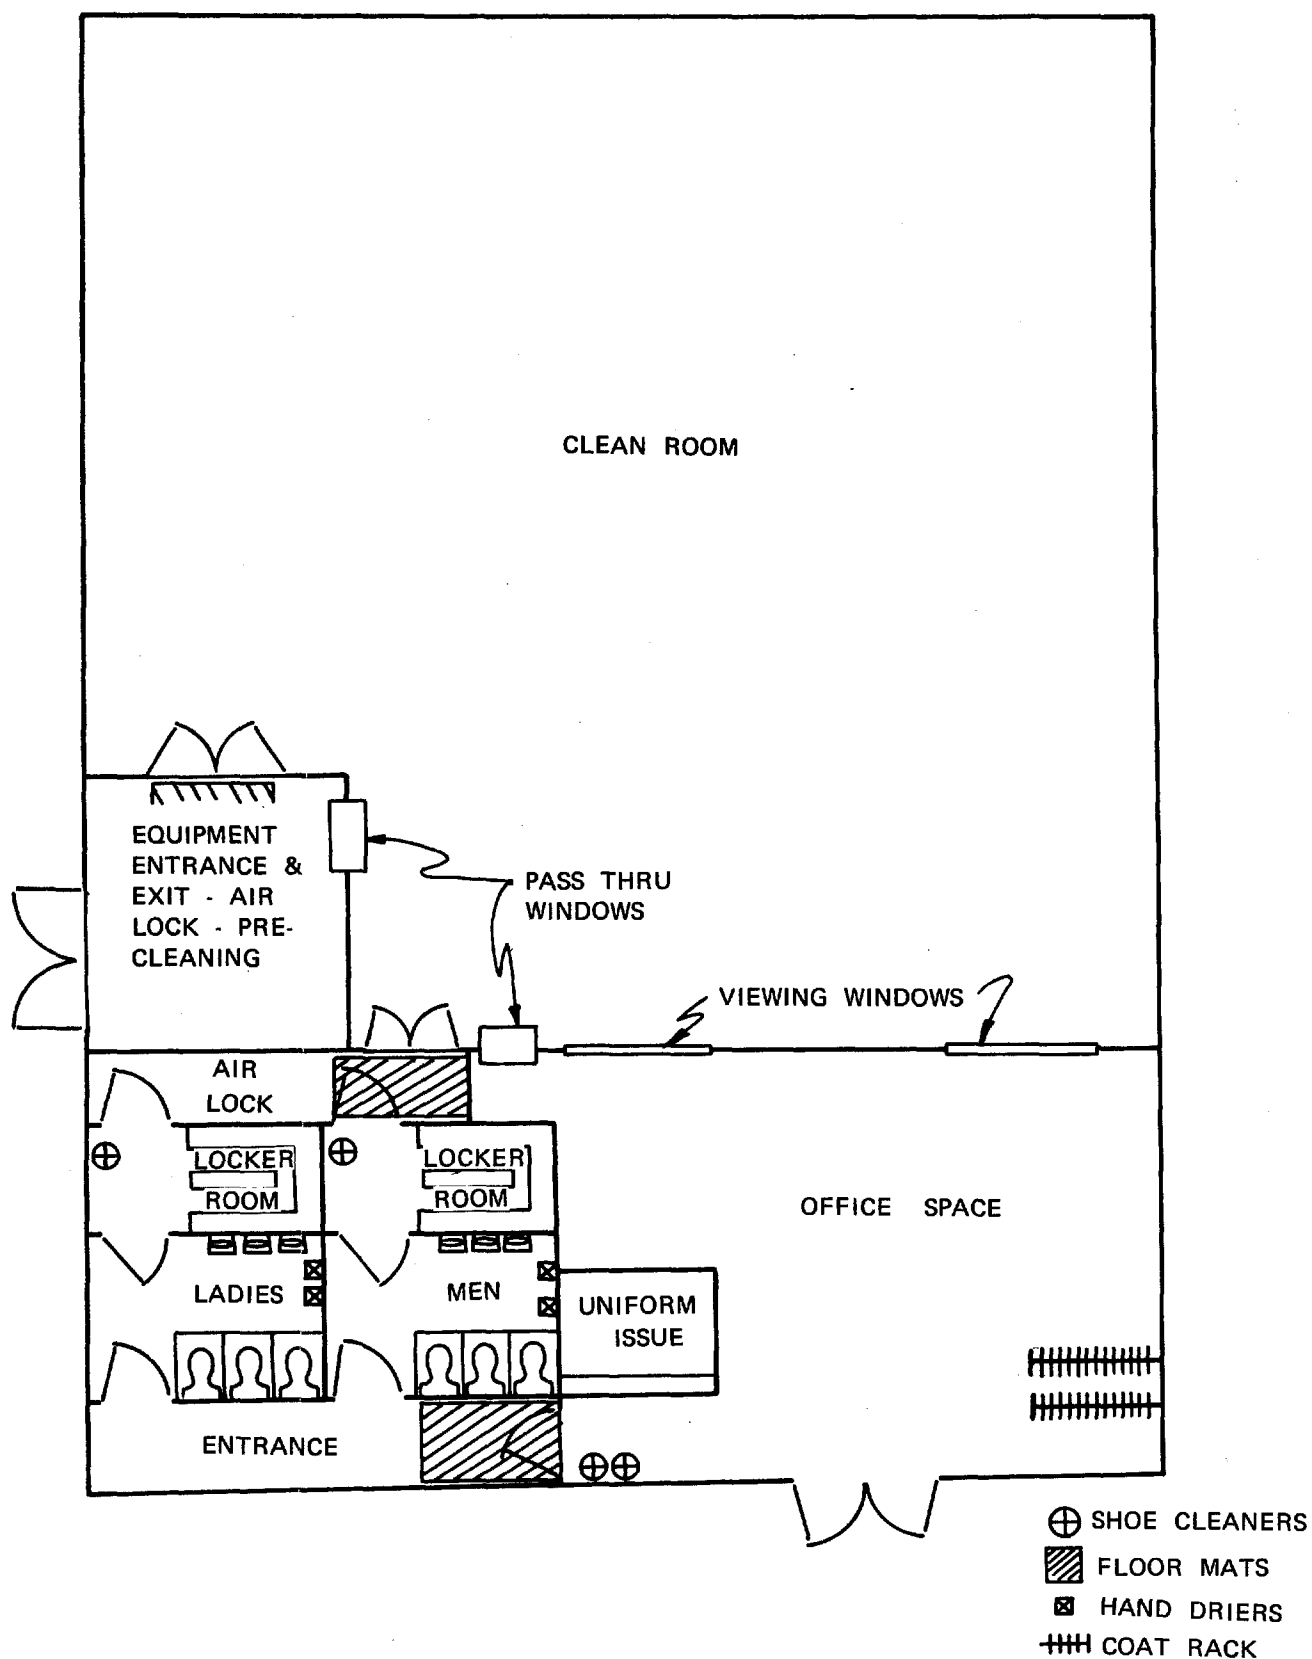 CLEAN ROOM
EQUIPMENT
ENTRANCE &
EXIT - AIR
LOCK - PRE-
CLEANING
PASS THRU
WINDOWS
VIEWING WINDOWS
AIR
LOCK
LOCKER
ROOM
LOCKER
ROOM
OFFICE SPACE
LADIES
MEN
UNIFORM
ISSUE
ENTRANCE
SHOE CLEANERS
FLOOR MATS
HAND DRIERS
COAT RACK